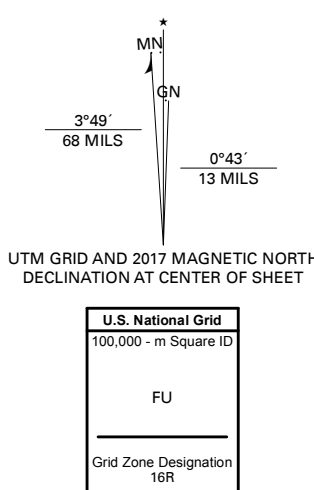 ★
MN
GN
3°49´
68 MILS
0°43´
13 MILS
UTM GRID AND 2017 MAGNETIC NORTH
DECLINATION AT CENTER OF SHEET
U.S. National Grid
100,000 - m Square ID
FU
Grid Zone Designation
16R